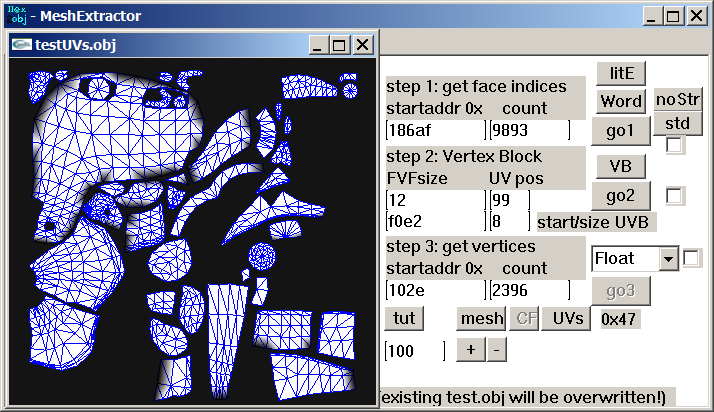 Hex
obj - MeshExtractor
testUVs.obj
step 1: get face indices
startaddr 0x count
186af 9893
litE
Word noStr
go1 std
step 2: Vertex Block
FVFsize UV pos
12 99
f0e2 8 start/size UVB
VB
go2
step 3: get vertices
startaddr 0x count
102e 2396
Float
go3
tut mesh CF UVs 0x47
100 + -
(existing test.obj will be overwritten!)